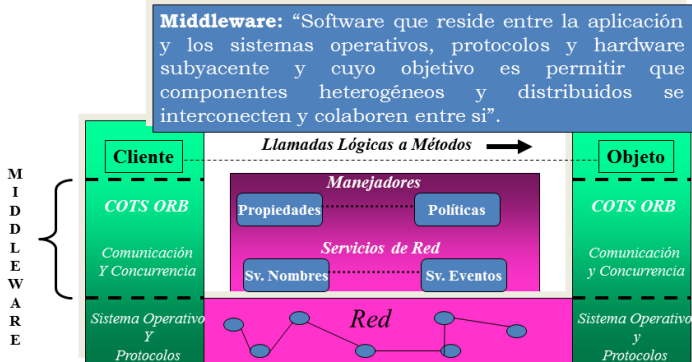 Middleware: “Software que reside entre la aplicación
y los sistemas operativos, protocolos y hardware
subyacente y cuyo objetivo es permitir que
componentes heterogéneos y distribuidos se
interconecten y colaboren entre si”.
Llamadas Lógicas a Métodos
Cliente
Objeto
MIDDLEWARE
COTS ORB
Comunicación
Y Concurrencia
Sistema Operativo
Y
Protocolos
Manejadores
Propiedades
Políticas
Servicios de Red
Sv. Nombres
Sv. Eventos
Red
COTS ORB
Comunicación
y Concurrencia
Sistema Operativo
y
Protocolos